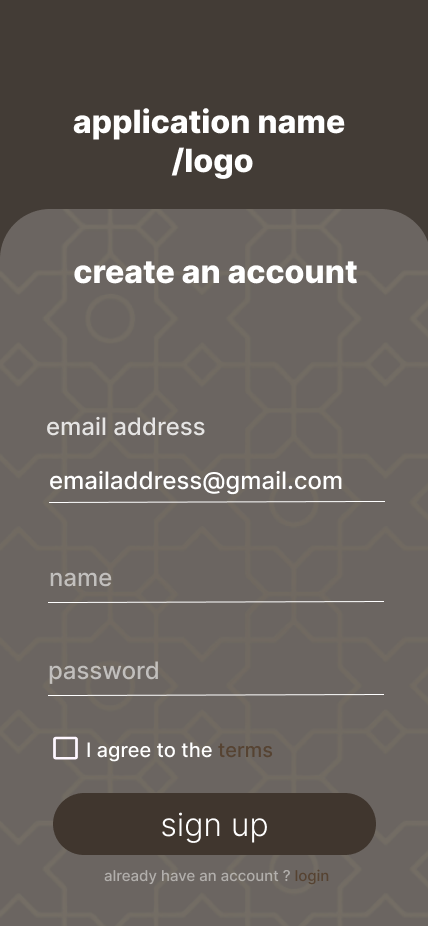 application name
/logo
create an account
email address
emailaddress@gmail.com
name
password
I agree to the terms
sign up
already have an account ? login